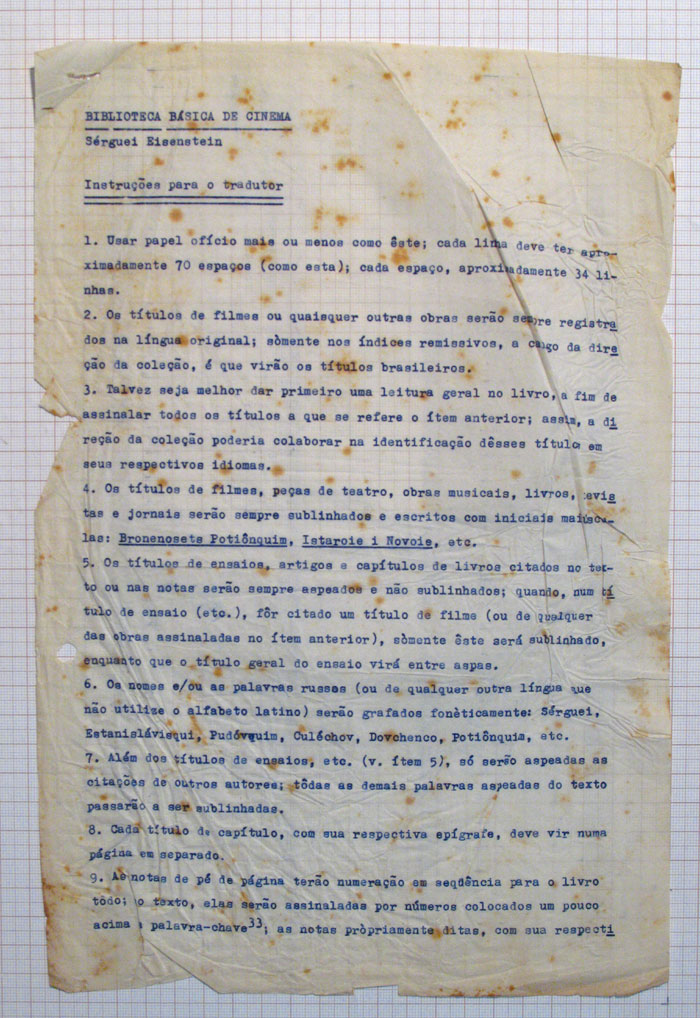 BIBLIOTECA BÁSICA DE CINEMA
Sérguei Eisenstein
Instruções para o tradutor
1. Usar papel ofício mais ou menos como êste; cada linha deve ter apro-
ximadamente 70 espaços (como esta); cada espaço, aproximadamente 34 li-
nhas.
2. Os títulos de filmes ou quaisquer outras obras serão sempre registra
dos na língua original; sòmente nos índices remissivos, a cargo da dire
ção da coleção, é que virão os títulos brasileiros.
3. Talvez seja melhor dar primeiro uma leitura geral no livro, a fim de
assinalar todos os títulos a que se refere o ítem anterior; assim, a di
reção da coleção poderia colaborar na identificação dêsses títulos em
seus respectivos idiomas.
4. Os títulos de filmes, peças de teatro, obras musicais, livros, revis
tas e jornais serão sempre sublinhados e escritos com iniciais maiúscu-
las: Bronenosets Potiônquim, Istaroie i Novoie, etc.
5. Os títulos de ensaios, artigos e capítulos de livros citados no tex-
to ou nas notas serão sempre aspeados e não sublinhados; quando, num tí
tulo de ensaio (etc.), fôr citado um título de filme (ou de qualquer
das obras assinaladas no ítem anterior), sòmente êste será sublinhado,
enquanto que o título geral do ensaio virá entre aspas.
6. Os nomes e/ou as palavras russos (ou de qualquer outra língua que
não utilize o alfabeto latino) serão grafados fonèticamente: Sérguei,
Estanislávisqui, Pudóvquim, Culéchov, Dovchenco, Potiônquim, etc.
7. Além dos títulos de ensaios, etc. (v. ítem 5), só serão aspeadas as
citações de outros autores; tôdas as demais palavras aspeadas do texto
passarão a ser sublinhadas.
8. Cada título de capítulo, com sua respectiva epígrafe, deve vir numa
página em separado.
9. As notas de pé de página terão numeração em seqüência para o livro
tôdo; o texto, elas serão assinaladas por números colocados um pouco
acima palavra-chave33; as notas pròpriamente ditas, com sua respecti